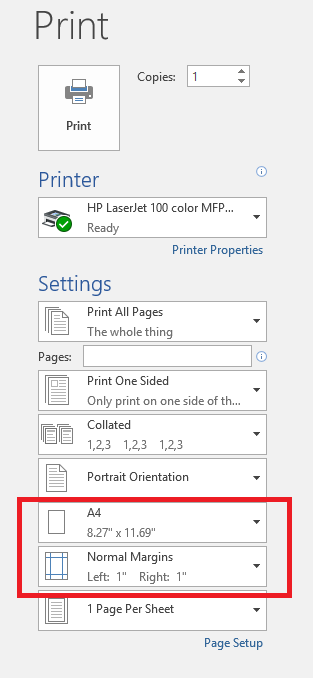 Print
Copies: 1
Print
Printer
HP LaserJet 100 color MFP...
Ready
Printer Properties
Settings
Print All Pages
The whole thing
Pages:
Print One Sided
Only print on one side of th...
Collated
1,2,3 1,2,3 1,2,3
Portrait Orientation
A4
8.27" x 11.69"
Normal Margins
Left: 1" Right: 1"
1 Page Per Sheet
Page Setup